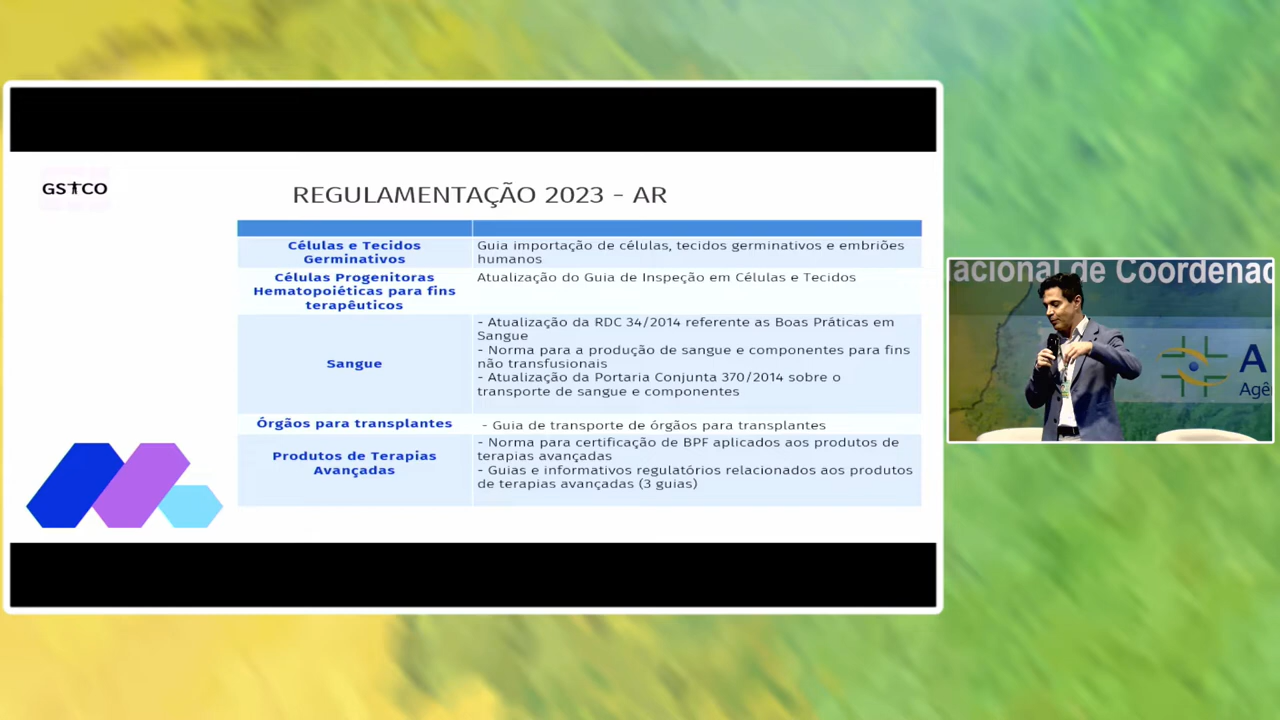 GSTCO
REGULAMENTAÇÃO 2023 - AR
Células e Tecidos
Germinativos
Guia importação de células, tecidos germinativos e embriões
humanos
Células Progenitoras
Hematopoiéticas para fins
terapêuticos
Atualização do Guia de Inspeção em Células e Tecidos
Sangue
- Atualização da RDC 34/2014 referente as Boas Práticas em
Sangue
- Norma para a produção de sangue e componentes para fins
não transfusionais
- Atualização da Portaria Conjunta 370/2014 sobre o
transporte de sangue e componentes
Órgãos para transplantes
- Guia de transporte de órgãos para transplantes
Produtos de Terapias
Avançadas
- Norma para certificação de BPF aplicados aos produtos de
terapias avançadas
- Guias e informativos regulatórios relacionados aos produtos
de terapias avançadas (3 guias)
acional de Coordenaç
A
Agên